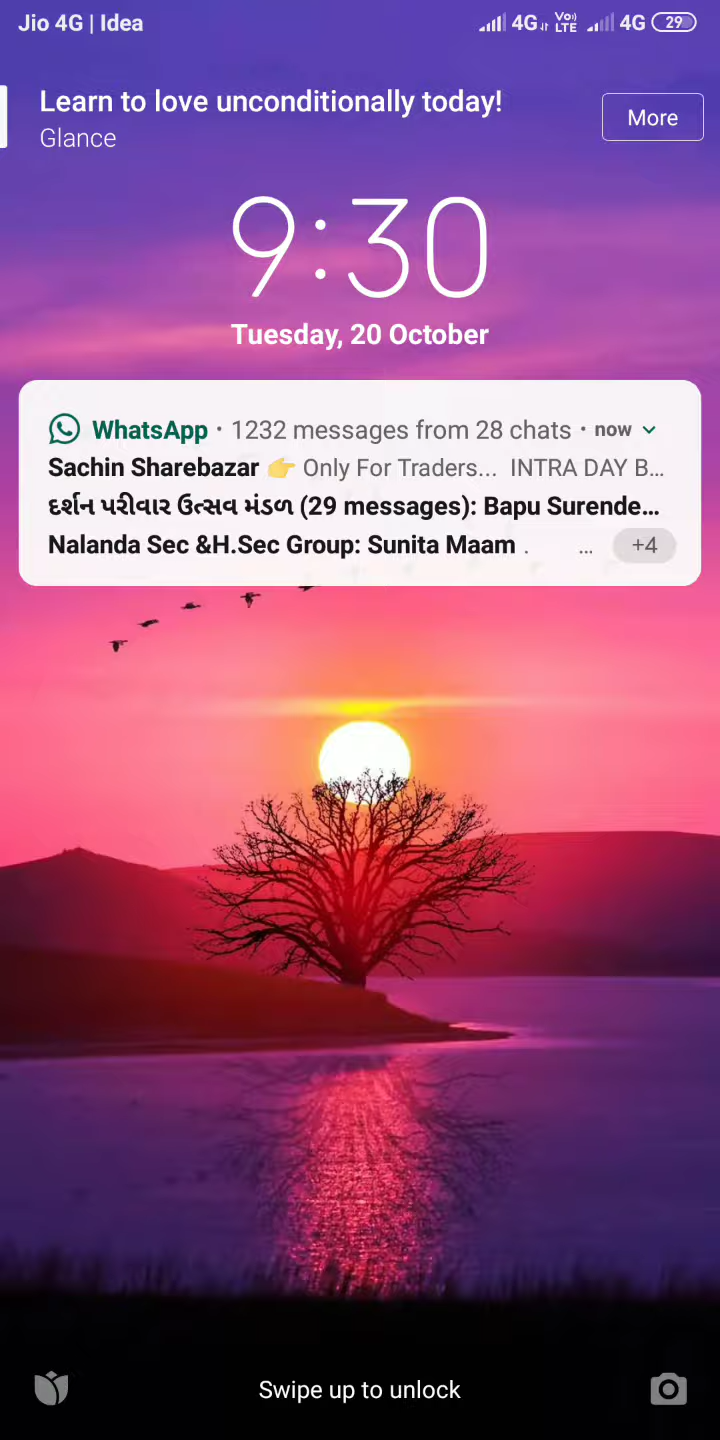 Jio 4G | Idea 4G Vo)) LTE 4G 29
Learn to love unconditionally today!
Glance
More
9:30
Tuesday, 20 October
WhatsApp • 1232 messages from 28 chats • now
Sachin Sharebazar 👉 Only For Traders... INTRA DAY B...
દર્શન પરીવાર ઉત્સવ મંડળ (29 messages): Bapu Surende...
Nalanda Sec &H.Sec Group: Sunita Maam . ... +4
Swipe up to unlock